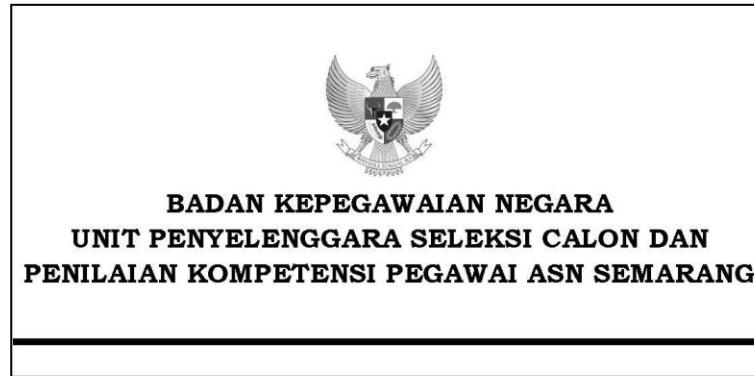 BADAN KEPEGAWAIAN NEGARA
UNIT PENYELENGGARA SELEKSI CALON DAN
PENILAIAN KOMPETENSI PEGAWAI ASN SEMARANG